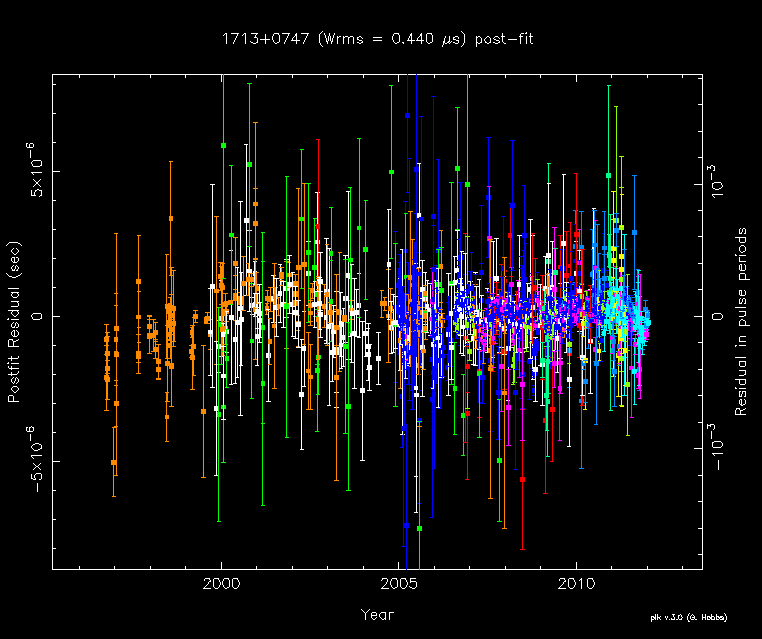 1713+0747 (Wrms = 0.440 μs) post-fit
Postfit Residual (sec)
5×10⁻⁶
0
−5×10⁻⁶
10⁻³
0
−10⁻³
Residual in pulse periods
2000 2005 2010
Year
plk v.3.0 (G. Hobbs)